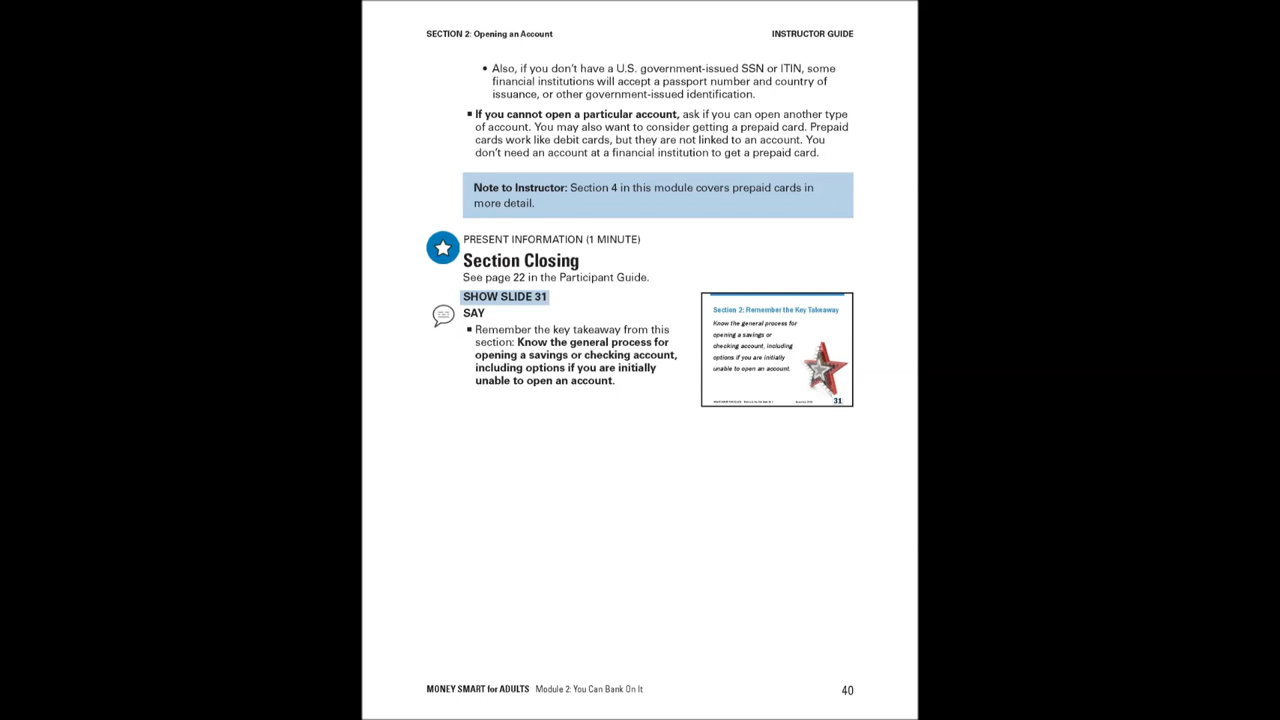 SECTION 2: Opening an Account
INSTRUCTOR GUIDE
• Also, if you don't have a U.S. government-issued SSN or ITIN, some
financial institutions will accept a passport number and country of
issuance, or other government-issued identification.
■ If you cannot open a particular account, ask if you can open another type
of account. You may also want to consider getting a prepaid card. Prepaid
cards work like debit cards, but they are not linked to an account. You
don't need an account at a financial institution to get a prepaid card.
Note to Instructor: Section 4 in this module covers prepaid cards in
more detail.
PRESENT INFORMATION (1 MINUTE)
Section Closing
See page 22 in the Participant Guide.
SHOW SLIDE 31
SAY
■ Remember the key takeaway from this
section: Know the general process for
opening a savings or checking account,
including options if you are initially
unable to open an account.
Section 2: Remember the Key Takeaway
Know the general process for
opening a savings or
checking account, including
options if you are initially
unable to open an account.
31
MONEY SMART for ADULTS Module 2: You Can Bank On It
40